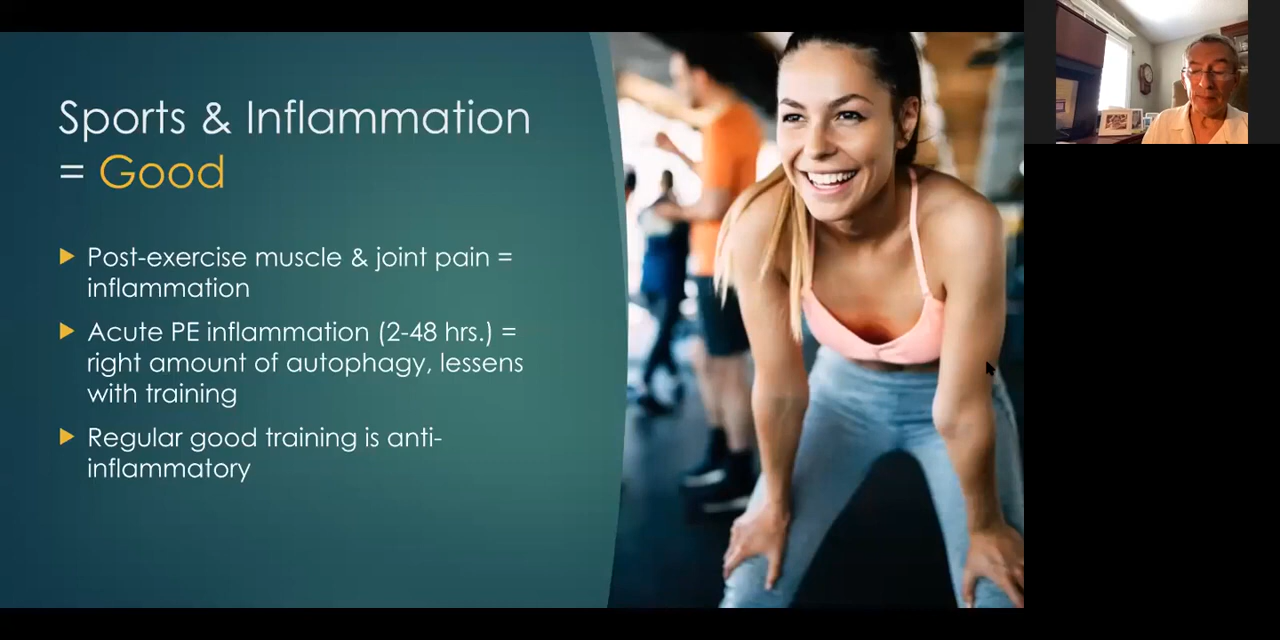 Sports & Inflammation
= Good
Post-exercise muscle & joint pain =
inflammation
Acute PE inflammation (2-48 hrs.) =
right amount of autophagy, lessens
with training
Regular good training is anti-
inflammatory